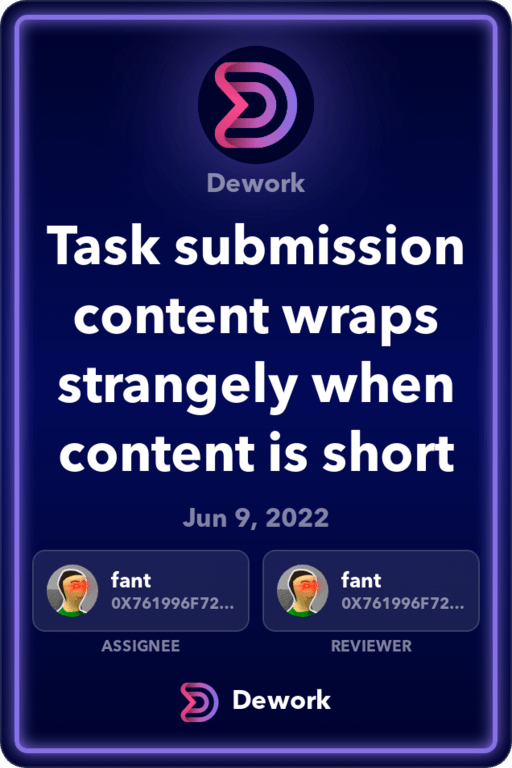 Dework
Task submission
content wraps
strangely when
content is short
Jun 9, 2022
fant
0X761996F72...
ASSIGNEE
fant
0X761996F72...
REVIEWER
Dework